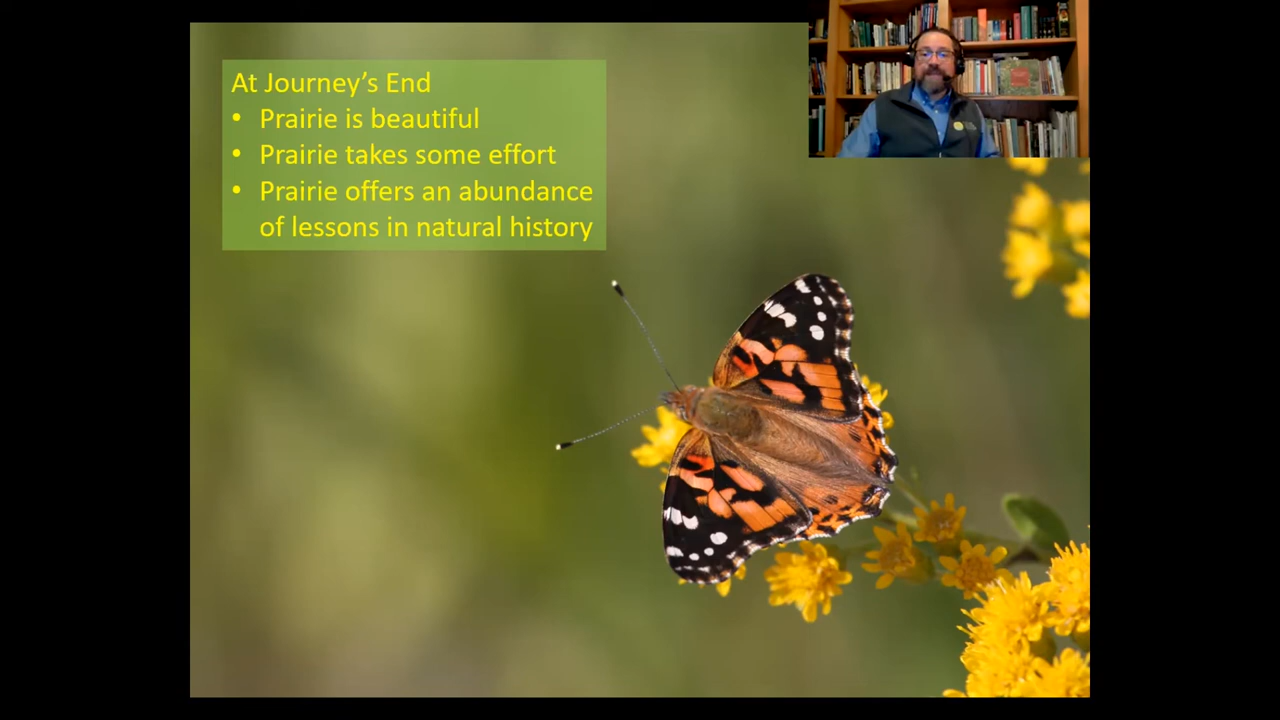 At Journey's End
• Prairie is beautiful
• Prairie takes some effort
• Prairie offers an abundance
of lessons in natural history